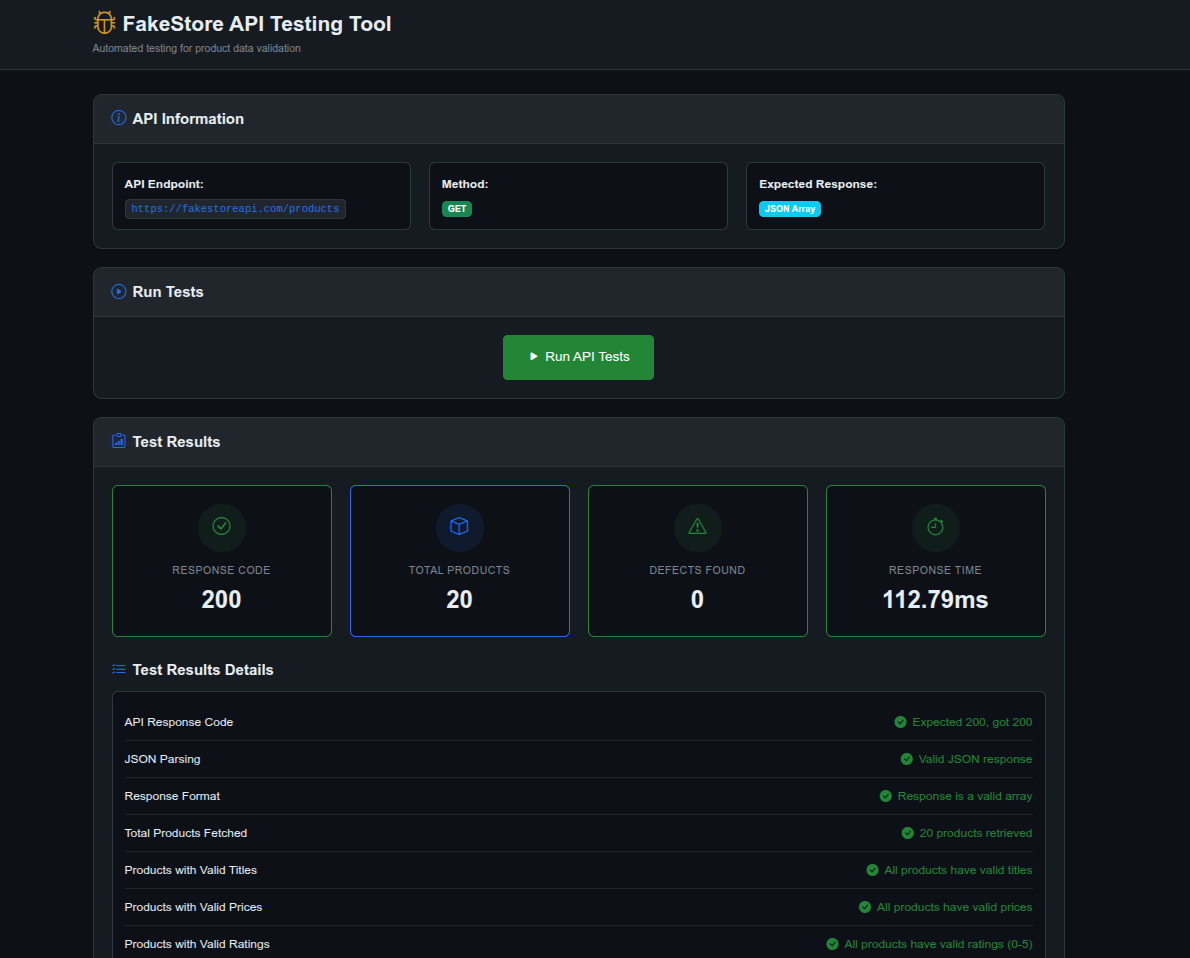 FakeStore API Testing Tool
Automated testing for product data validation
API Information
API Endpoint:
https://fakestoreapi.com/products
Method:
GET
Expected Response:
JSON Array
Run Tests
Run API Tests
Test Results
RESPONSE CODE
200
TOTAL PRODUCTS
20
DEFECTS FOUND
0
RESPONSE TIME
112.79ms
Test Results Details
API Response Code Expected 200, got 200
JSON Parsing Valid JSON response
Response Format Response is a valid array
Total Products Fetched 20 products retrieved
Products with Valid Titles All products have valid titles
Products with Valid Prices All products have valid prices
Products with Valid Ratings All products have valid ratings (0-5)